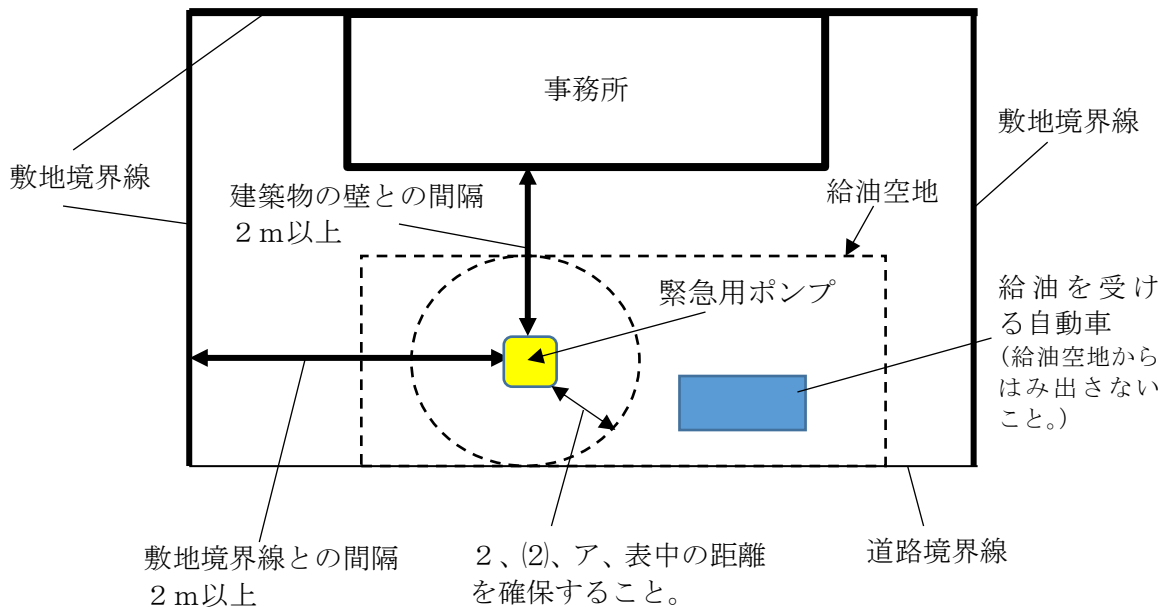 事務所
敷地境界線
敷地境界線
建築物の壁との間隔
２ｍ以上
給油空地
緊急用ポンプ
給油を受け
る自動車
(給油空地から
はみ出さない
こと。)
敷地境界線との間隔
２ｍ以上
２、⑵、ア、表中の距離
を確保すること。
道路境界線